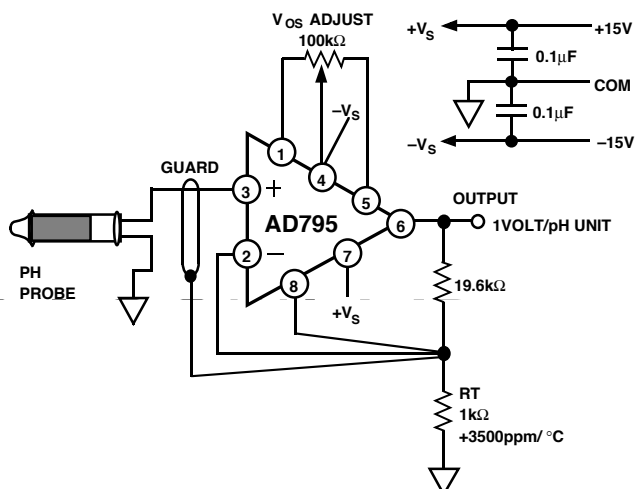 V_OS ADJUST
100kΩ
+V_S
+15V
0.1μF
COM
0.1μF
–V_S
–15V
–V_S
GUARD
1
4
5
3
+
AD795
6
OUTPUT
1VOLT/pH UNIT
2
–
7
8
PH
PROBE
+V_S
19.6kΩ
RT
1kΩ
+3500ppm/ °C